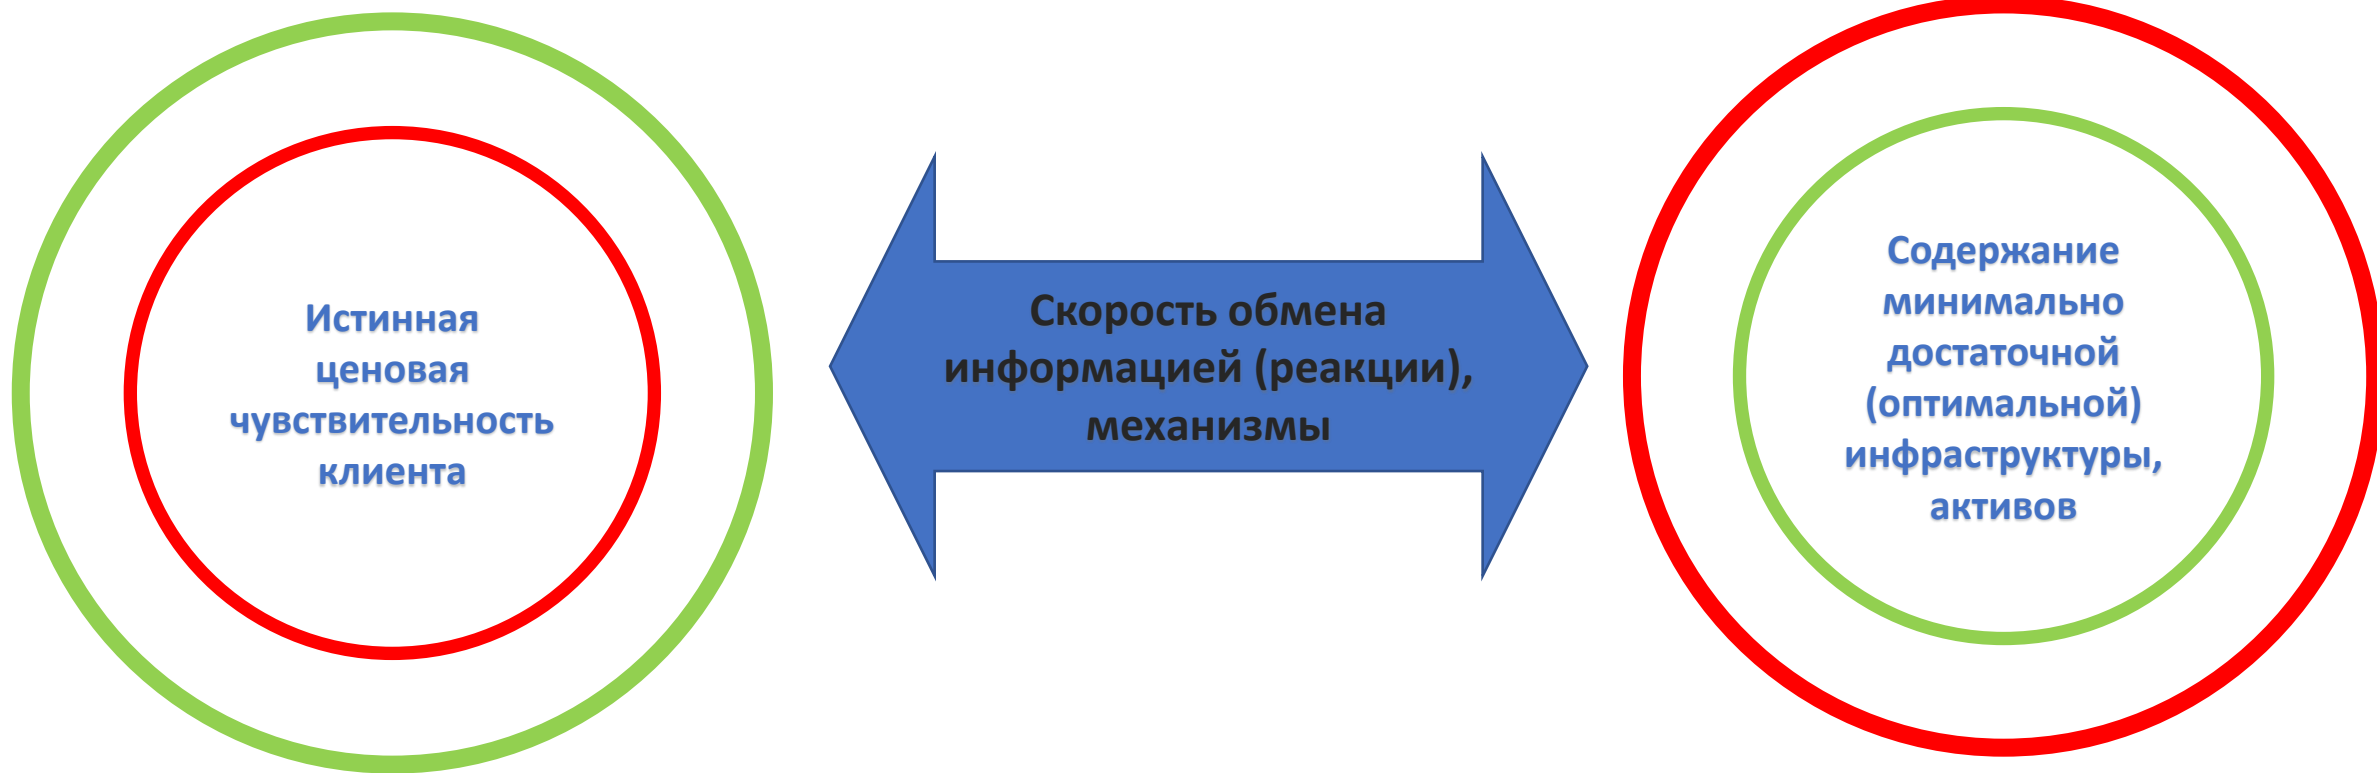 Истинная
ценовая
чувствительность
клиента
Скорость обмена
информацией (реакции),
механизмы
Содержание
минимально
достаточной
(оптимальной)
инфраструктуры,
активов